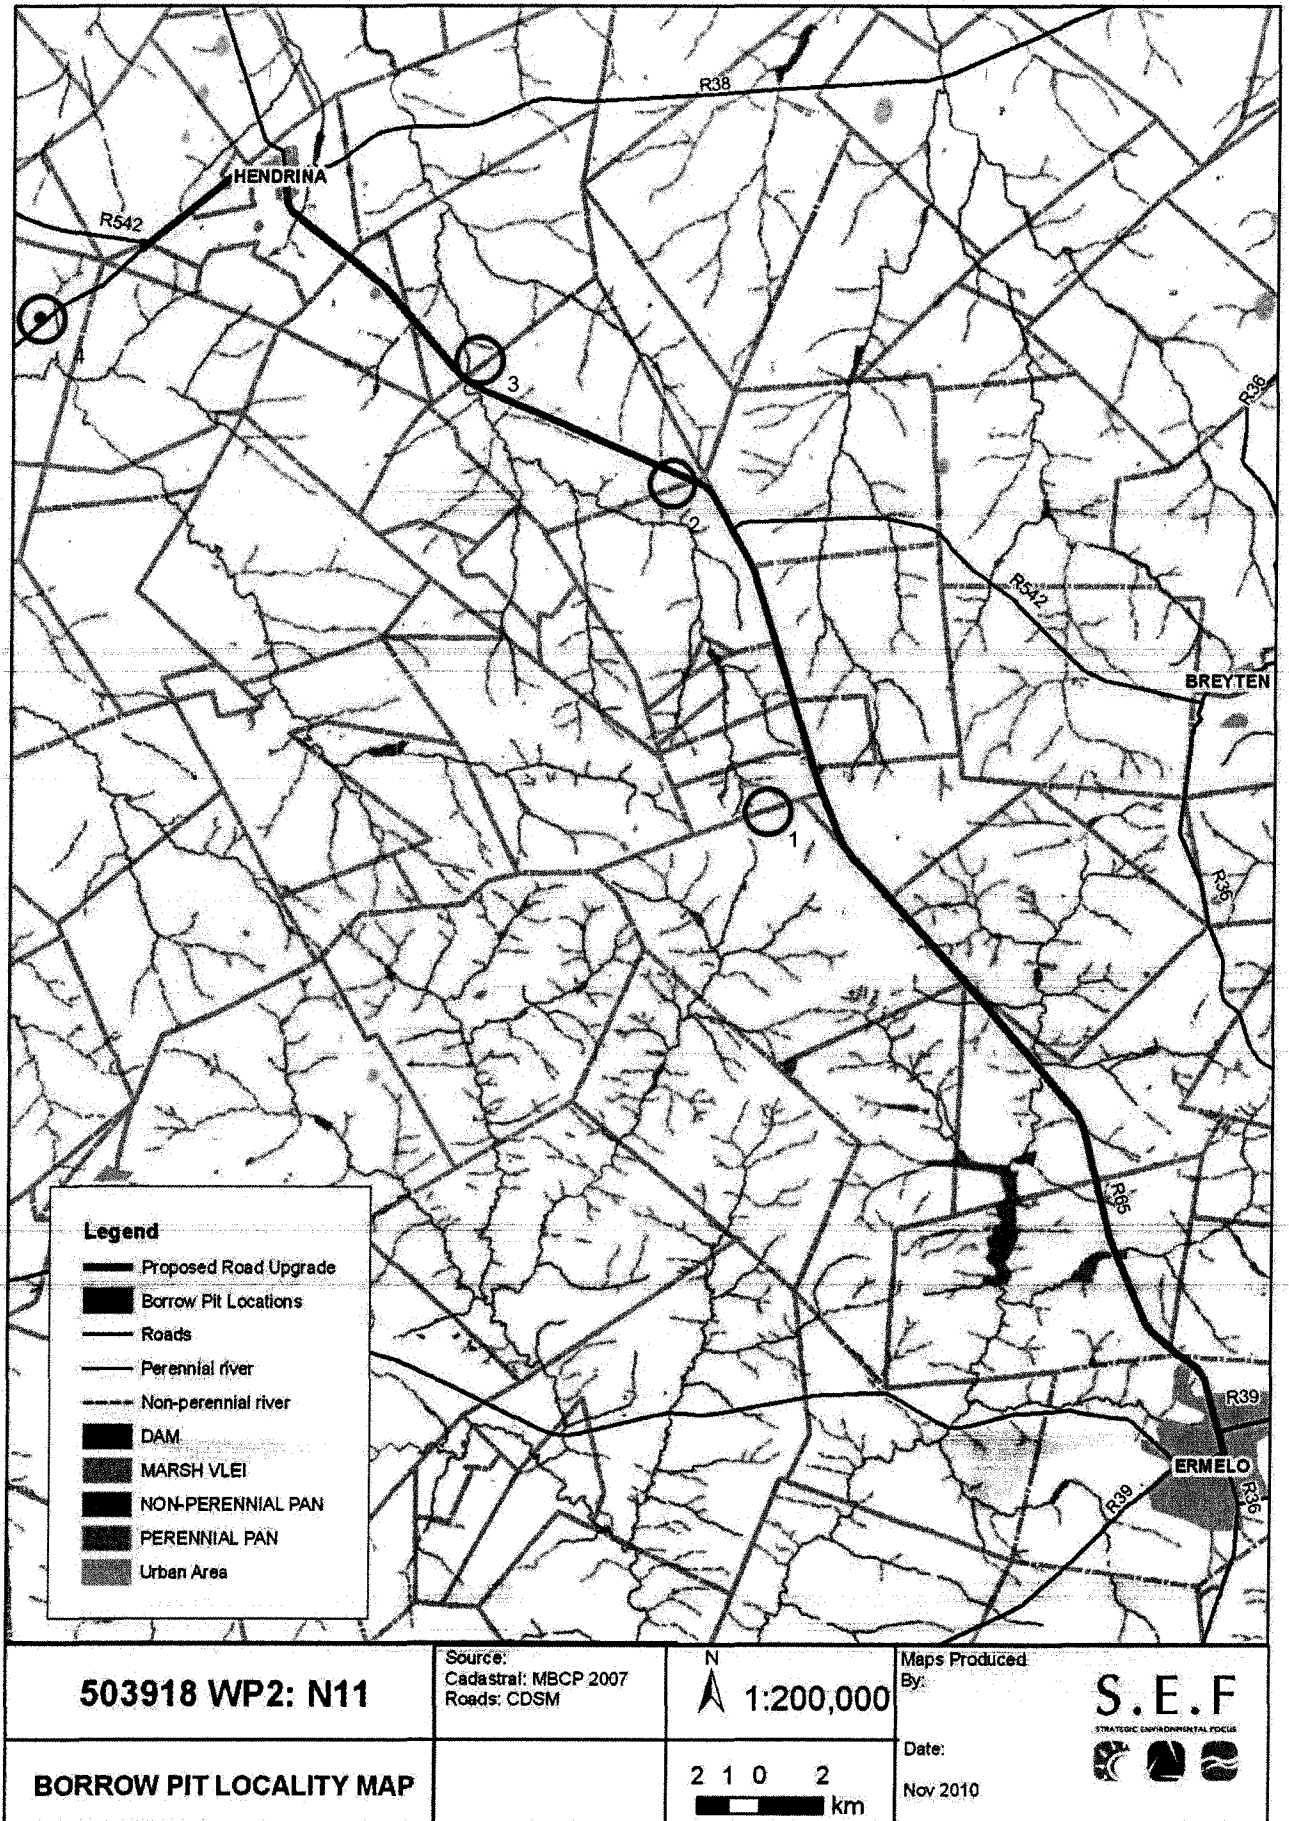 R38
HENDRINA
R542
4
3
R36
2
R542
BREYTEN
1
R36
R65
Legend
Proposed Road Upgrade
Borrow Pit Locations
Roads
Perennial river
Non-perennial river
DAM
MARSH VLEI
NON-PERENNIAL PAN
PERENNIAL PAN
Urban Area
R39
ERMELO
R39
R36
503918 WP2: N11
Source:
Cadastral: MBCP 2007
Roads: CDSM
N
1:200,000
Maps Produced
By:
S.E.F
STRATEGIC ENVIRONMENTAL FOCUS
BORROW PIT LOCALITY MAP
2 1 0 2
km
Date:
Nov 2010